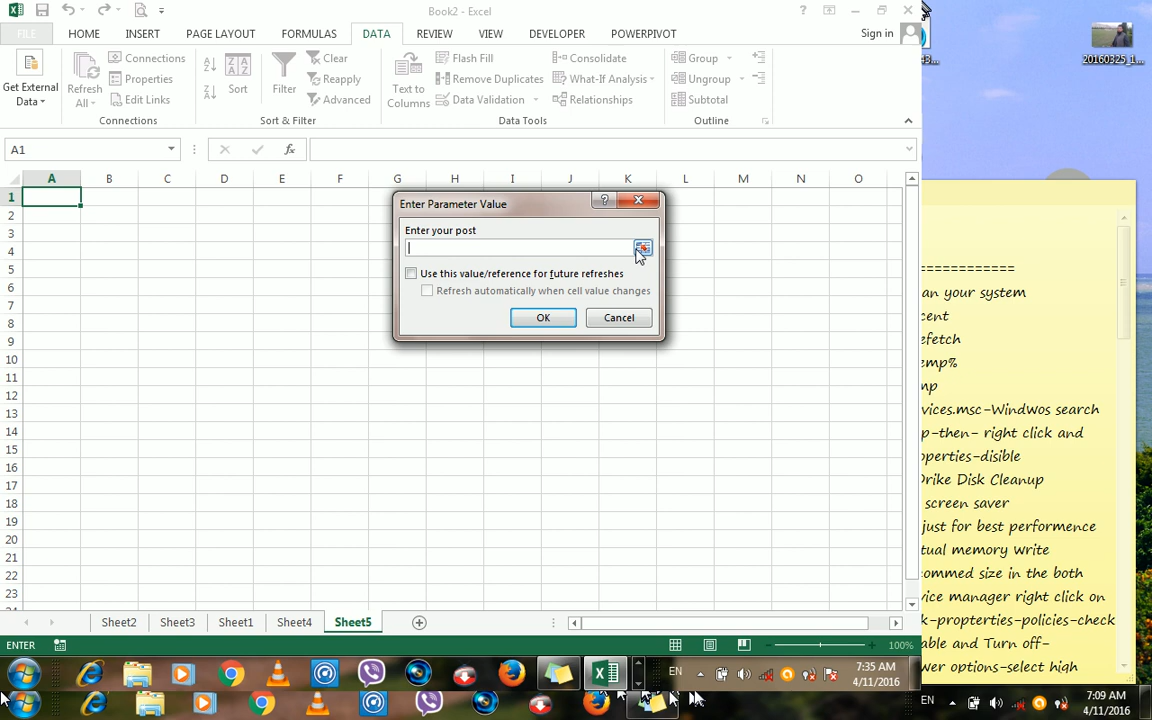 Book2 - Excel
FILE HOME INSERT PAGE LAYOUT FORMULAS DATA REVIEW VIEW DEVELOPER POWERPIVOT Sign in
Get External Data
Refresh All
Connections
Properties
Edit Links
Connections
Sort
Filter
Clear
Reapply
Advanced
Sort & Filter
Text to Columns
Flash Fill
Remove Duplicates
Data Validation
Consolidate
What-If Analysis
Relationships
Data Tools
Group
Ungroup
Subtotal
Outline
A1
A B C D E F G H I J K L M N O
1
2
3
4
5
6
7
8
9
10
11
12
13
14
15
16
17
18
19
20
21
22
23
Enter Parameter Value
Enter your post
Use this value/reference for future refreshes
Refresh automatically when cell value changes
OK Cancel
Sheet2 Sheet3 Sheet1 Sheet4 Sheet5
ENTER 100%
EN 7:35 AM
4/11/2016
EN 7:09 AM
4/11/2016
43...
20160325_1...
============
an your system
cent
efetch
emp%
mp
vices.msc-Windwos search
p-then- right click and
operties-disible
Drike Disk Cleanup
screen saver
just for best performence
tual memory write
commed size in the both
vice manager right click on
k-propterties-policies-check
able and Turn off-
wer options-select high